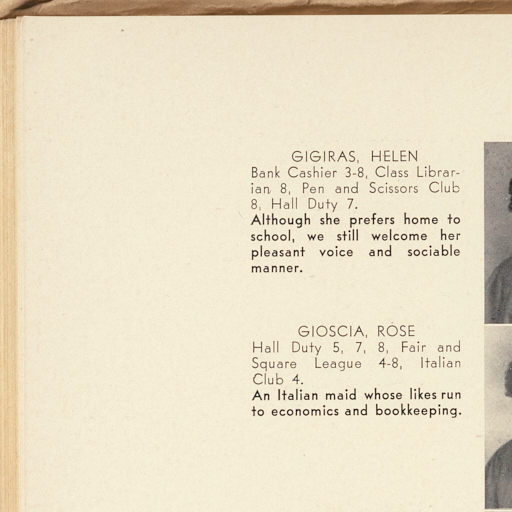 GIGIRAS, HELEN
Bank Cashier 3-8, Class Librar-
ian 8, Pen and Scissors Club
8, Hall Duty 7.
Although she prefers home to
school, we still welcome her
pleasant voice and sociable
manner.
GIOSCIA, ROSE
Hall Duty 5, 7, 8, Fair and
Square League 4-8, Italian
Club 4.
An Italian maid whose likes run
to economics and bookkeeping.